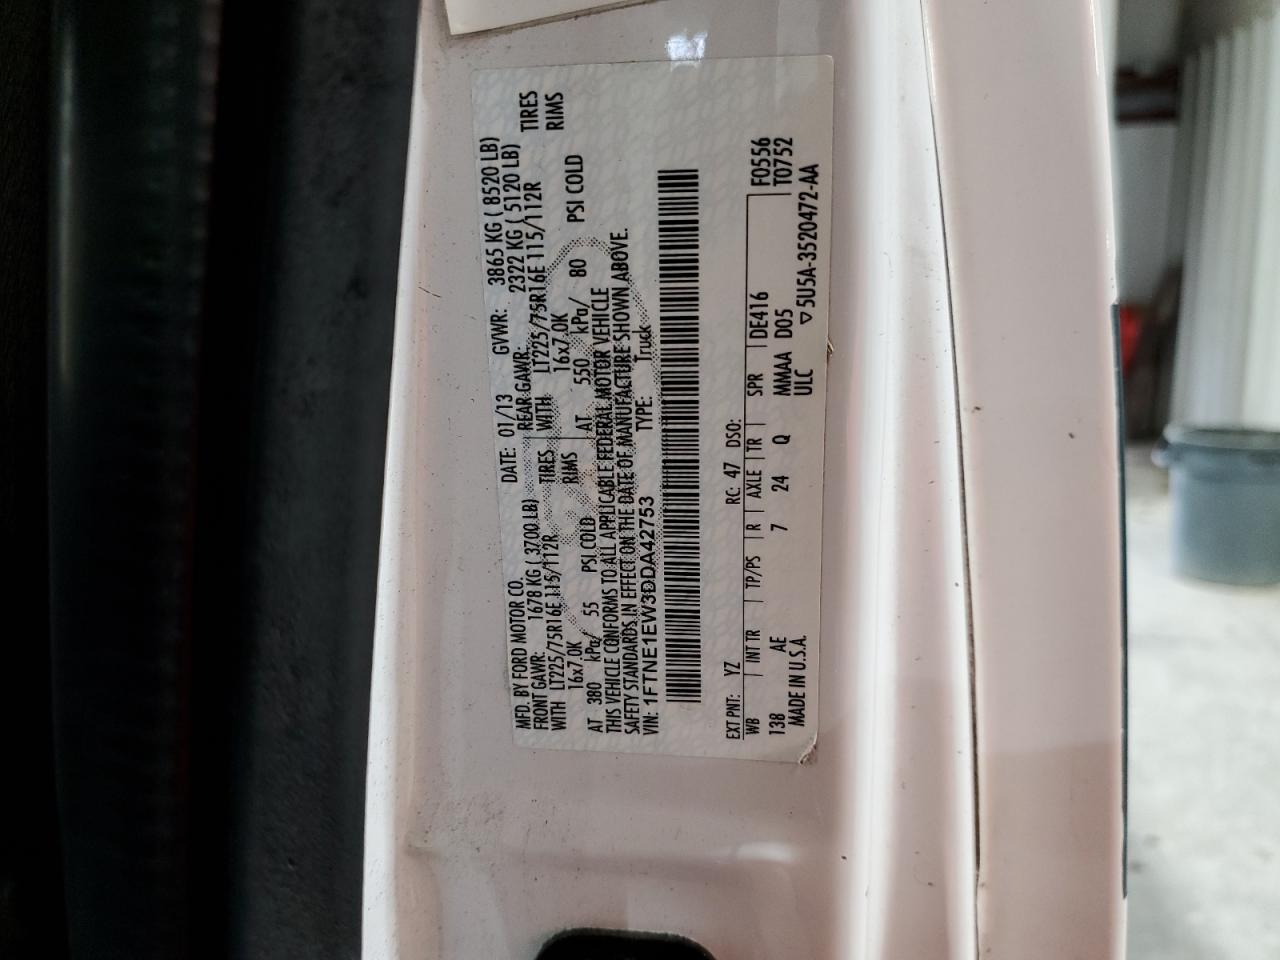 MFD. BY FORD MOTOR CO.
DATE: 01/13 GVWR: 3865 KG ( 8520 LB)
FRONT GAWR: 1678 KG ( 3700 LB) REAR GAWR: 2322 KG ( 5120 LB)
WITH LT225/75R16E 115/112R TIRES WITH LT225/75R16E 115/112R TIRES
16x7.0K RIMS 16x7.0K RIMS
AT 380 kPa/ 55 PSI COLD AT 550 kPa/ 80 PSI COLD
THIS VEHICLE CONFORMS TO ALL APPLICABLE FEDERAL MOTOR VEHICLE
SAFETY STANDARDS IN EFFECT ON THE DATE OF MANUFACTURE SHOWN ABOVE.
VIN: 1FTNE1EW3DDA42753 TYPE: Truck
EXT PNT: YZ RC: 47 DSO: F0556
WB INT TR TP/PS R AXLE TR SPR DE416 T0752
138 AE 7 24 Q MMAA D05
MADE IN U.S.A. ULC ▽5U5A-3520472-AA